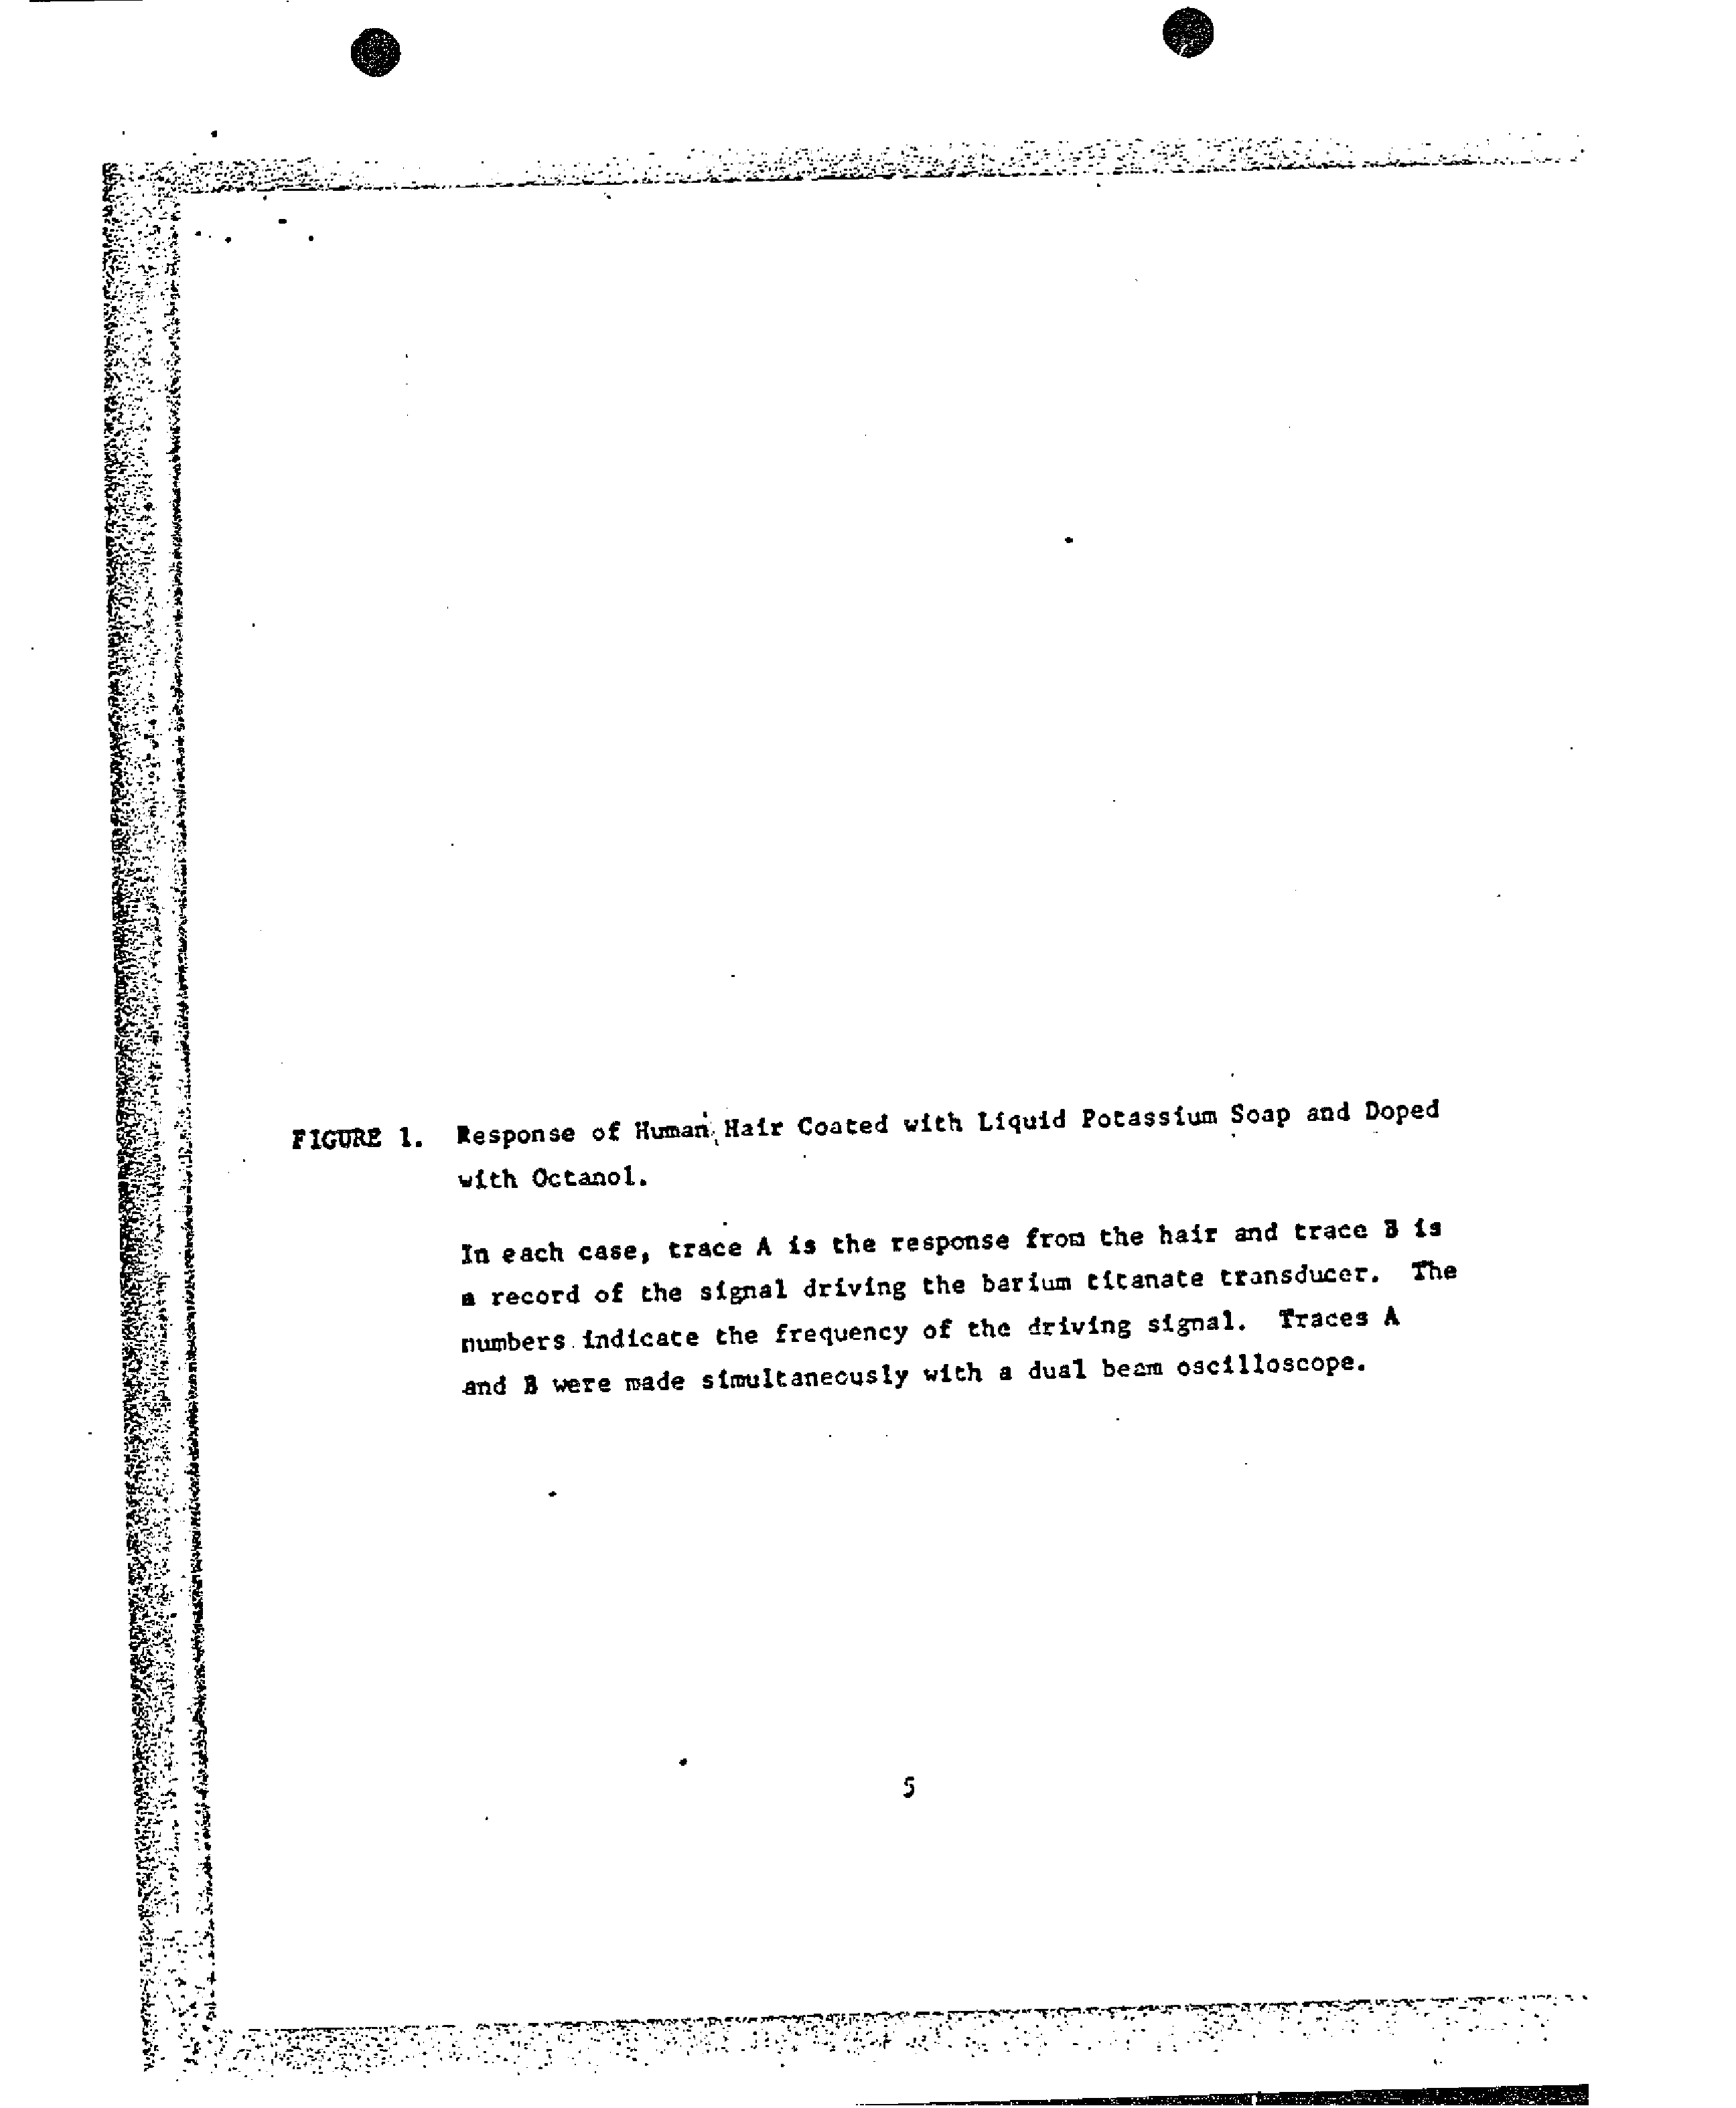 FIGURE 1. Response of Human Hair Coated with Liquid Potassium Soap and Doped
with Octanol.
In each case, trace A is the response from the hair and trace B is
a record of the signal driving the barium titanate transducer. The
numbers indicate the frequency of the driving signal. Traces A
and B were made simultaneously with a dual beam oscilloscope.
5